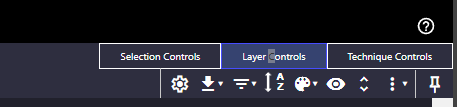 Selection Controls
Layer Controls
Technique Controls
A
Z